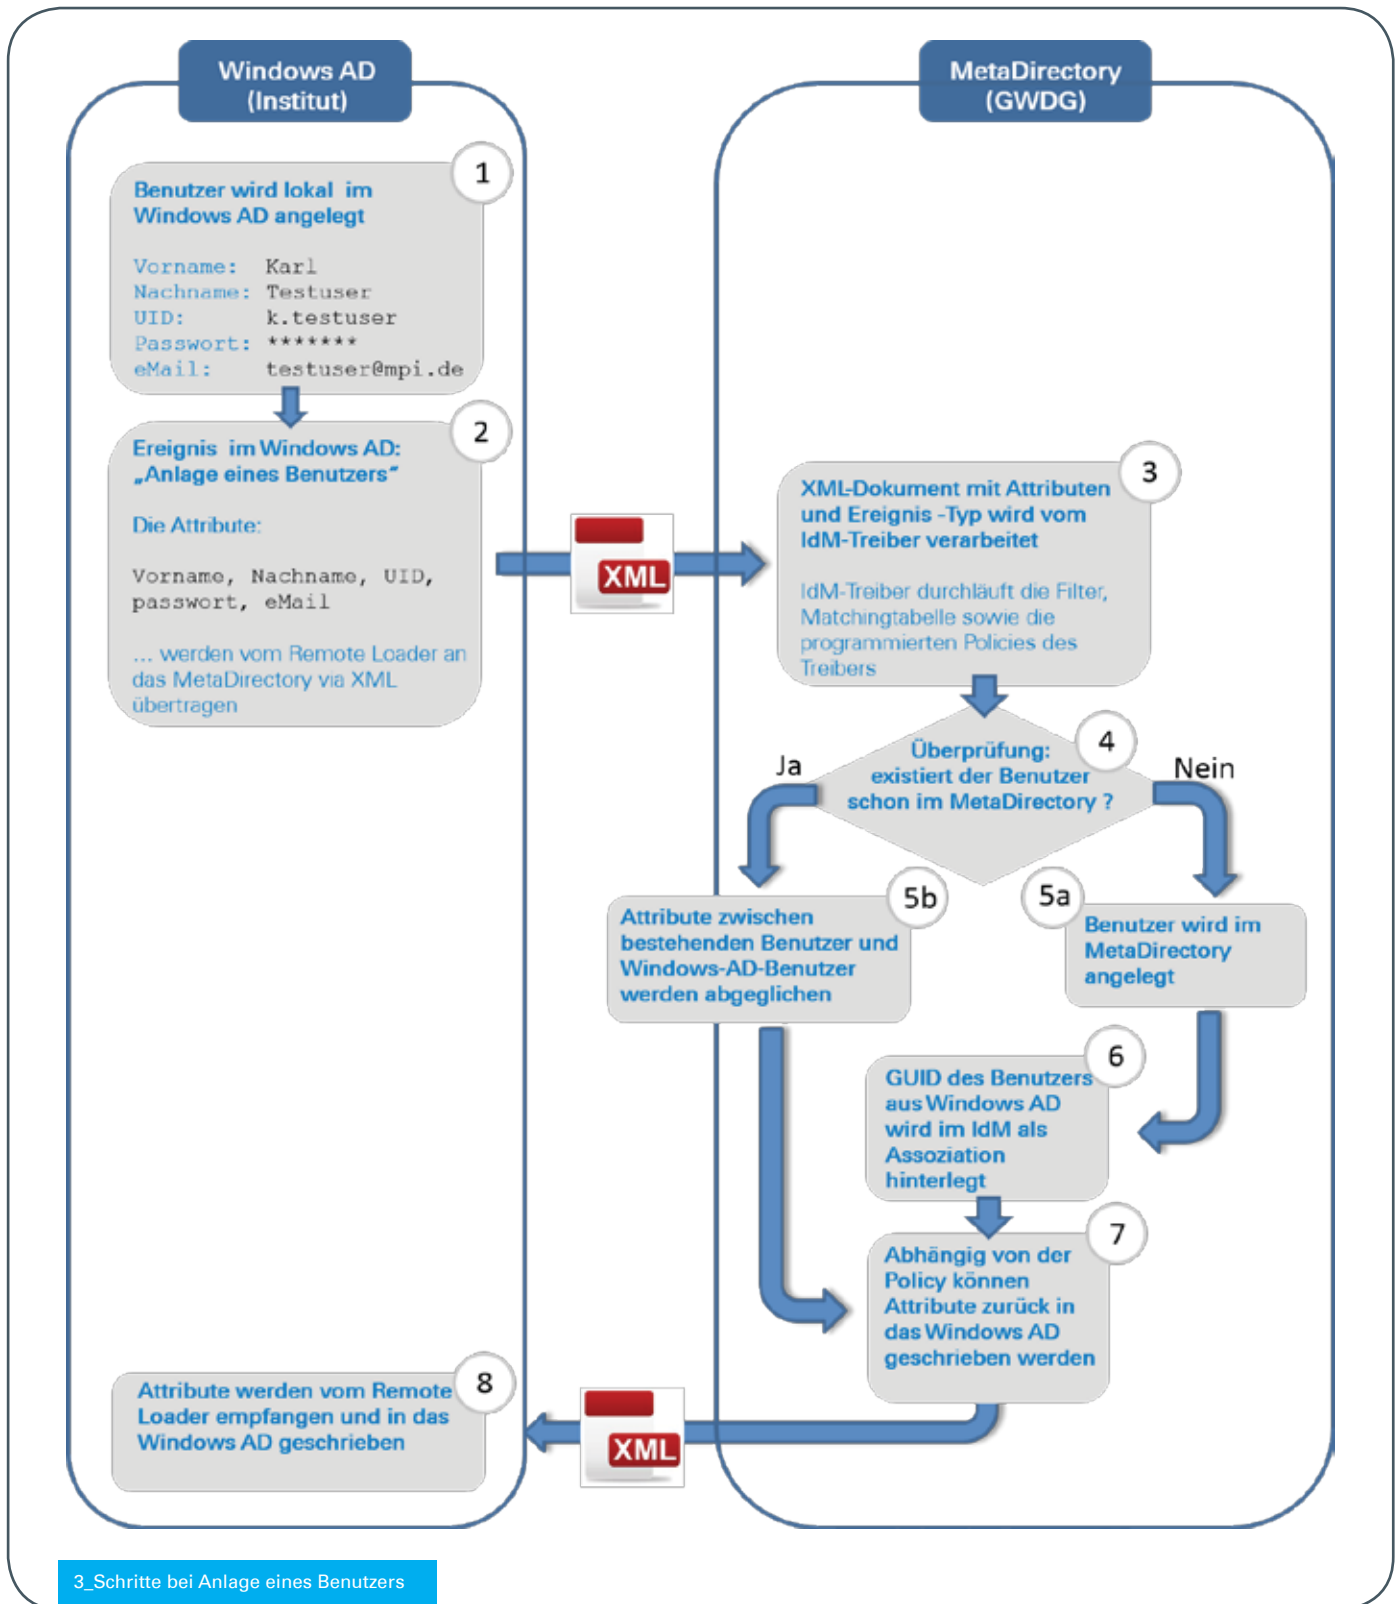 Windows AD
(Institut)
MetaDirectory
(GWDG)
1
Benutzer wird lokal im
Windows AD angelegt
Vorname: Karl
Nachname: Testuser
UID: k.testuser
Passwort: *******
eMail: testuser@mpi.de
2
Ereignis im Windows AD:
„Anlage eines Benutzers“
Die Attribute:
Vorname, Nachname, UID,
passwort, eMail
... werden vom Remote Loader an
das MetaDirectory via XML
übertragen
XML
3
XML-Dokument mit Attributen
und Ereignis -Typ wird vom
IdM-Treiber verarbeitet
IdM-Treiber durchläuft die Filter,
Matchingtabelle sowie die
programmierten Policies des
Treibers
4
Überprüfung:
existiert der Benutzer
schon im MetaDirectory ?
Ja
Nein
5b
Attribute zwischen
bestehenden Benutzer und
Windows-AD-Benutzer
werden abgeglichen
5a
Benutzer wird im
MetaDirectory
angelegt
6
GUID des Benutzers
aus Windows AD
wird im IdM als
Assoziation
hinterlegt
7
Abhängig von der
Policy können
Attribute zurück in
das Windows AD
geschrieben werden
XML
8
Attribute werden vom Remote
Loader empfangen und in das
Windows AD geschrieben
3_Schritte bei Anlage eines Benutzers